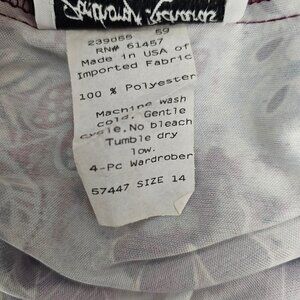 239055 59
RN# 61457
Made in USA of
Imported Fabric
100 % Polyester
Machine wash
cold, Gentle
cycle, No bleach
Tumble dry
low.
4-Pc Wardrober
57447 SIZE 14